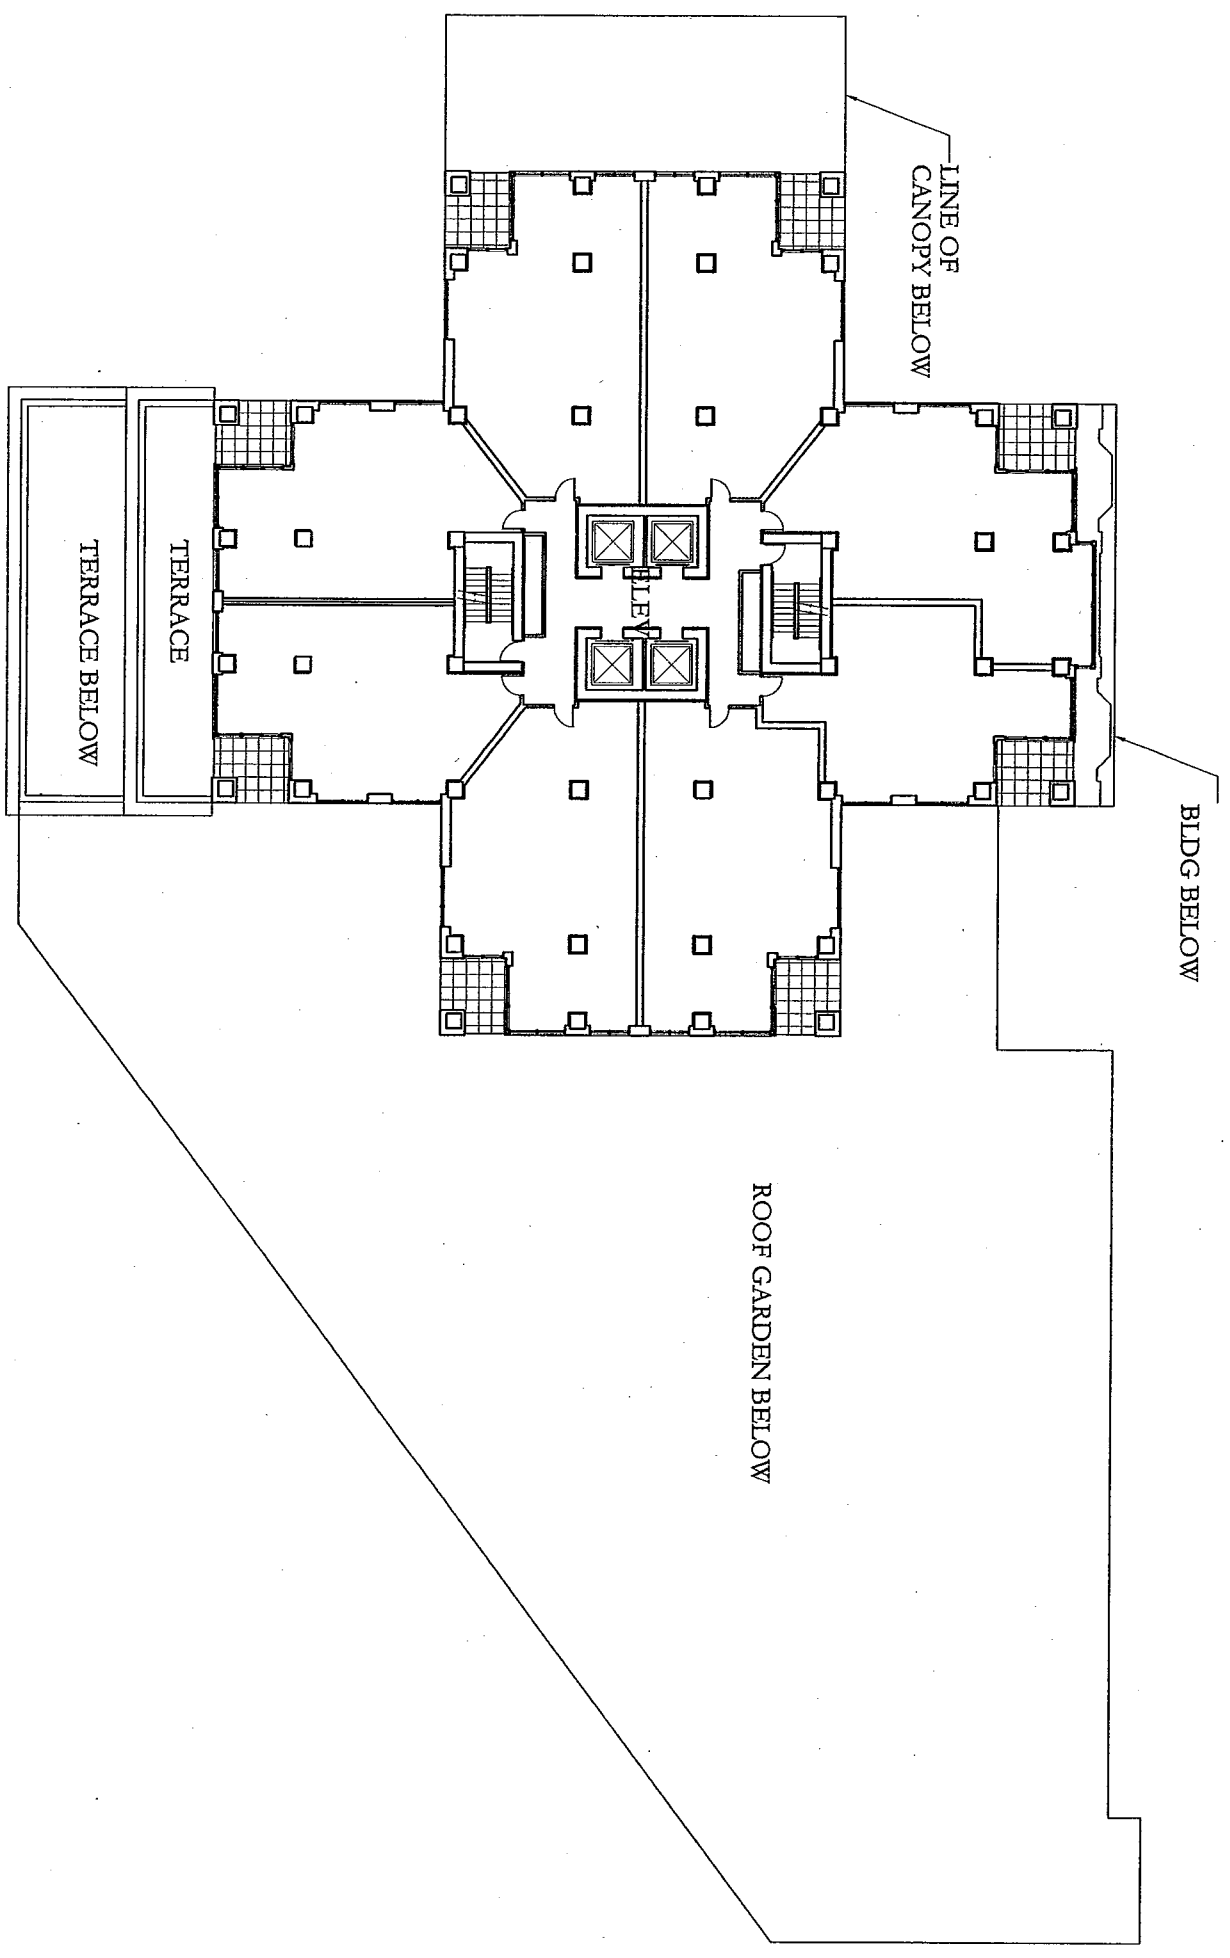 LINE OF
CANOPY BELOW
BLDG BELOW
ELEV
TERRACE
TERRACE BELOW
ROOF GARDEN BELOW